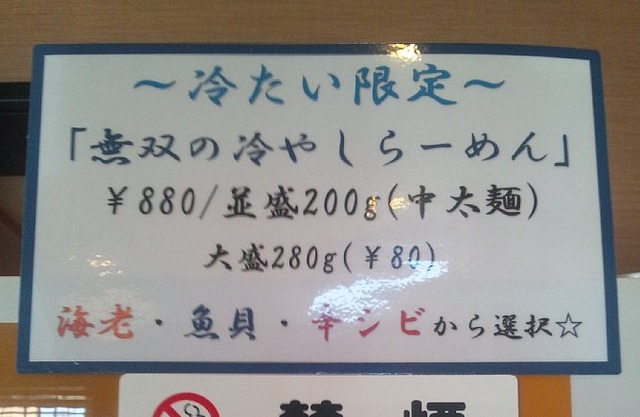 ～冷たい限定～
「無双の冷やしらーめん」
￥880/並盛200g(中太麺)
大盛280g(￥80)
海老・魚貝・辛シビから選択☆
禁煙